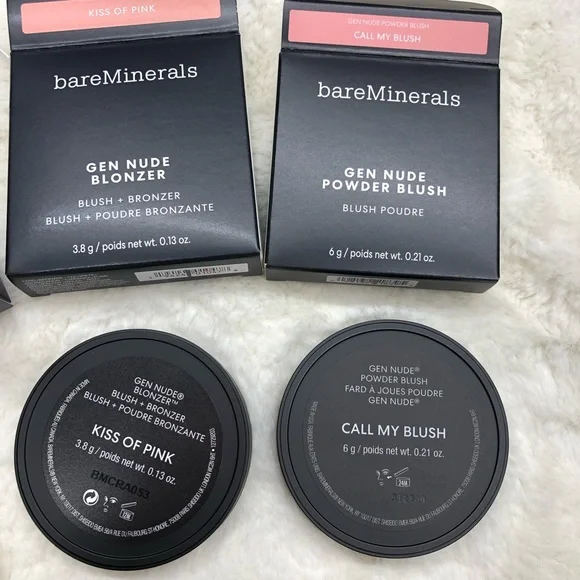 KISS OF PINK
bareMinerals
GEN NUDE
BLONZER
BLUSH + BRONZER
BLUSH + POUDRE BRONZANTE
3.8 g / poids net wt. 0.13 oz.
GEN NUDE POWDER BLUSH
CALL MY BLUSH
bareMinerals
GEN NUDE
POWDER BLUSH
BLUSH POUDRE
6 g / poids net wt. 0.21 oz.
GEN NUDE®
BLONZER™
BLUSH + BRONZER
BLUSH + POUDRE BRONZANTE
KISS OF PINK
3.8 g / poids net wt. 0.13 oz.
BMCRA053
12M
GEN NUDE®
POWDER BLUSH
FARD À JOUES POUDRE
GEN NUDE®
CALL MY BLUSH
6 g / poids net wt. 0.21 oz.
24M